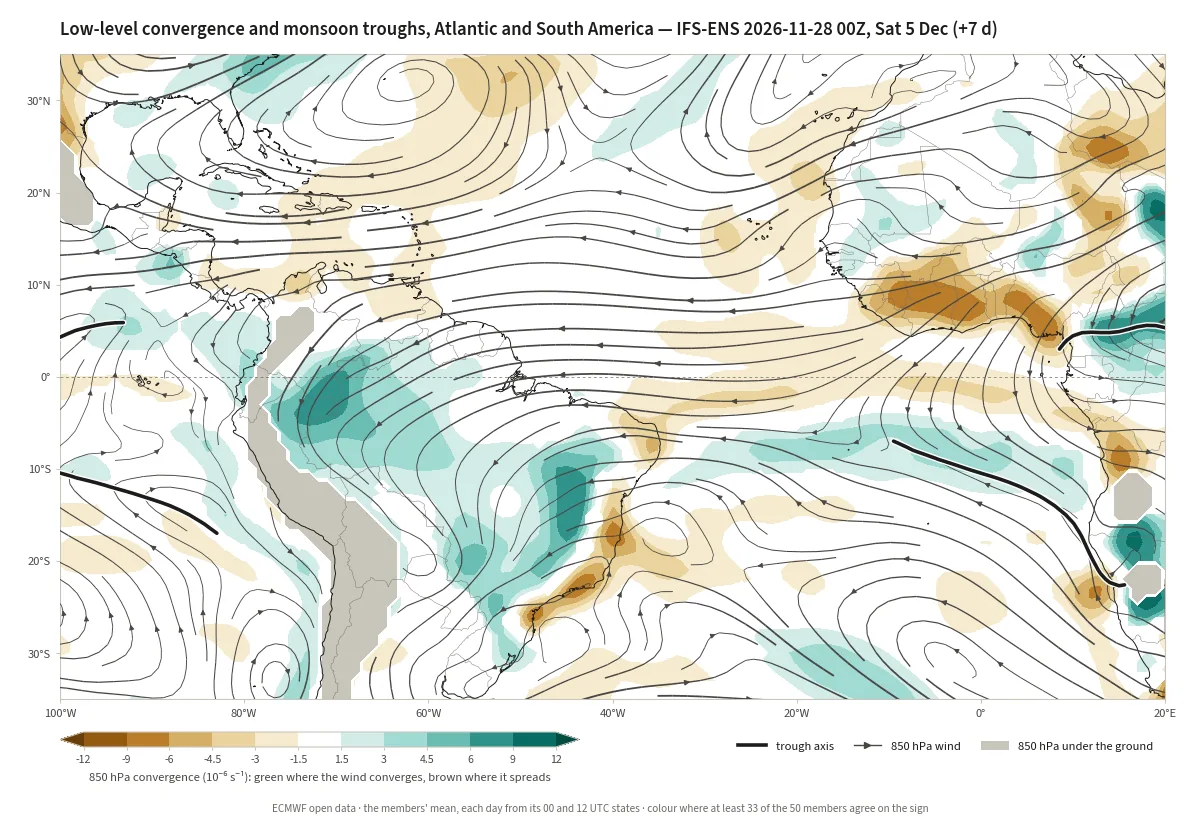 Low-level convergence and monsoon troughs, Atlantic and South America — IFS-ENS 2026-11-28 00Z, Sat 5 Dec (+7 d)
30°N
20°N
10°N
0°
10°S
20°S
30°S
100°W 80°W 60°W 40°W 20°W 0° 20°E
-12 -9 -6 -4.5 -3 -1.5 1.5 3 4.5 6 9 12
850 hPa convergence (10⁻⁶ s⁻¹): green where the wind converges, brown where it spreads
trough axis 850 hPa wind 850 hPa under the ground
ECMWF open data · the members' mean, each day from its 00 and 12 UTC states · colour where at least 33 of the 50 members agree on the sign